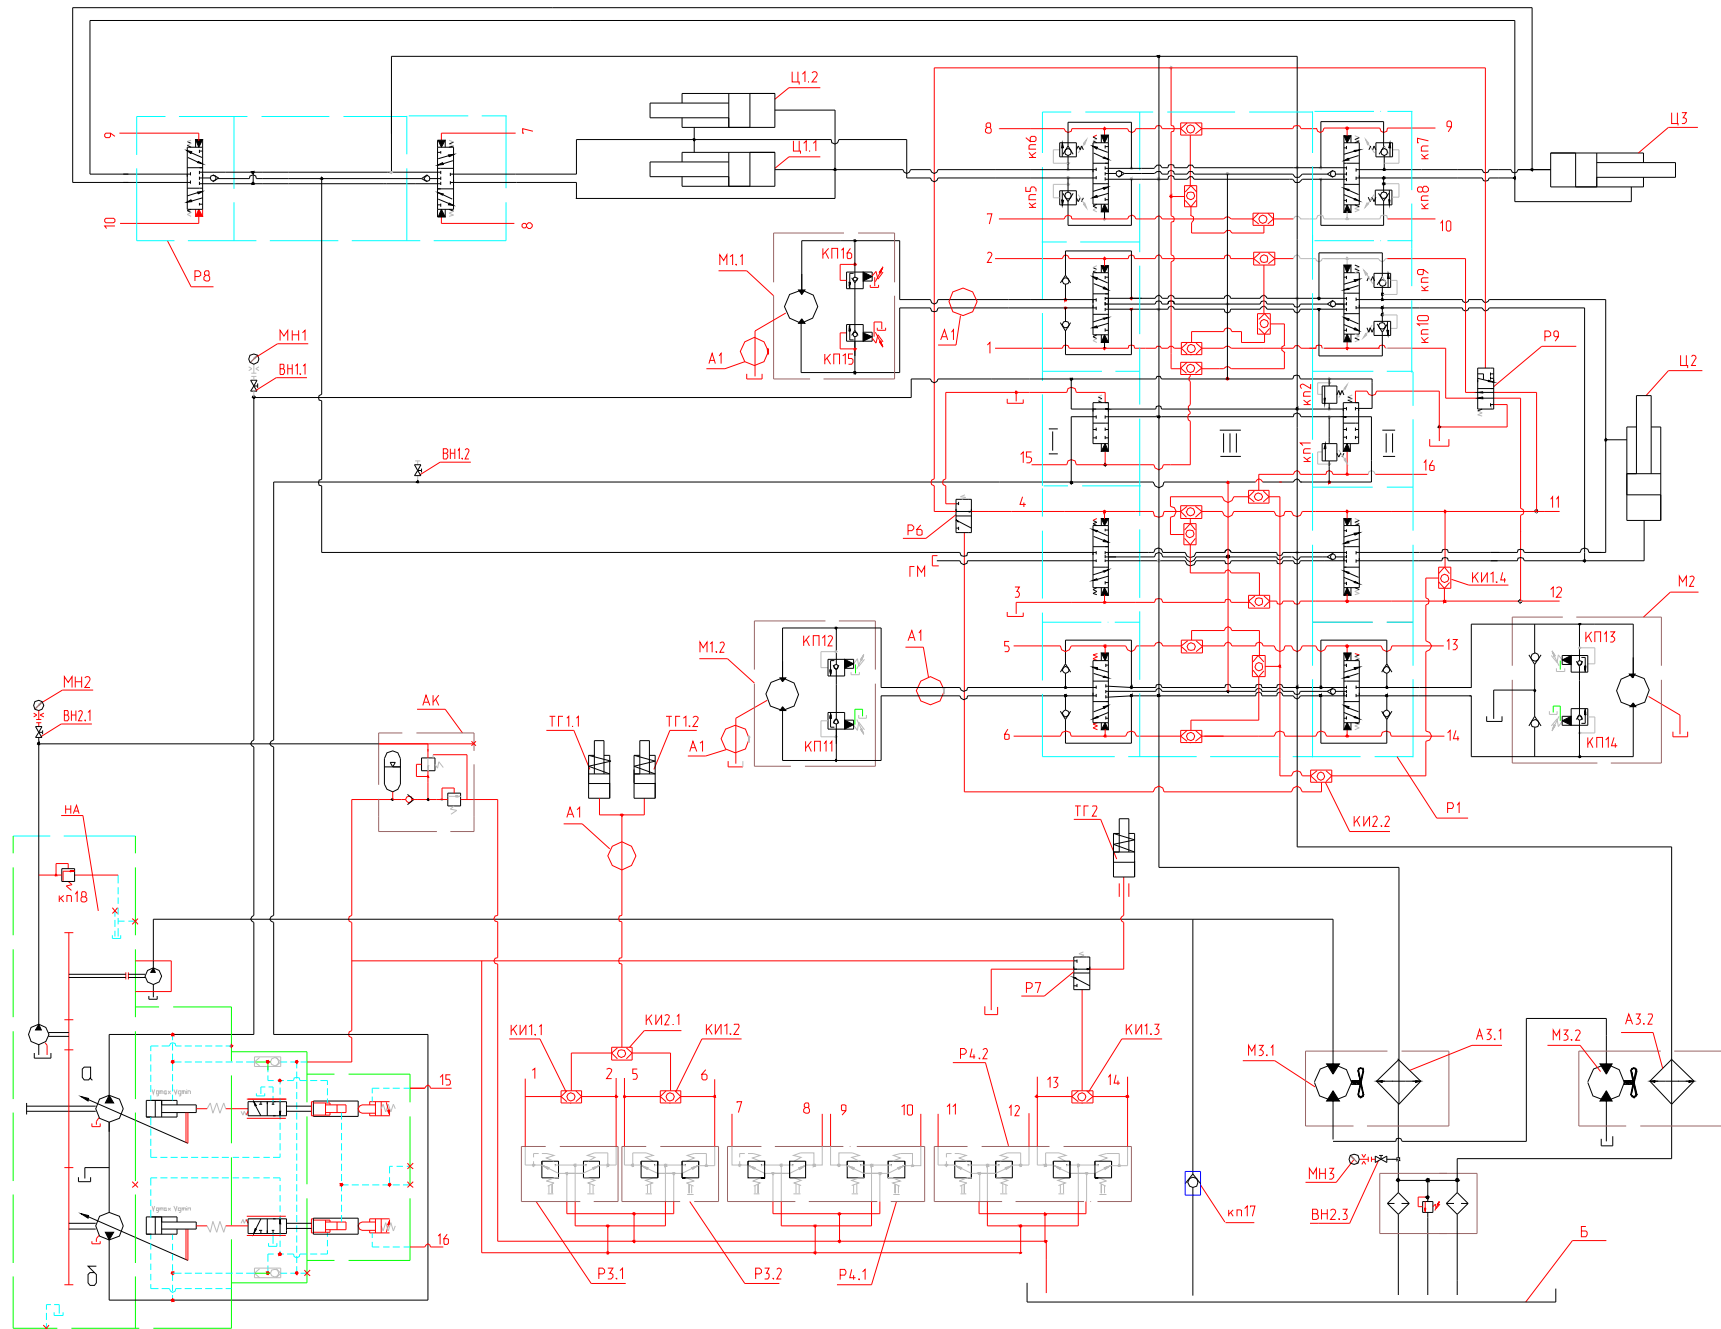 Ц1.2
Ц1.1
Ц3
9
7
10
8
Р8
8
кп6
кп7
9
кп5
кп8
7
10
М1.1
КП16
КП15
А1
А1
2
кп9
кп10
1
Р9
Ц2
МН1
ВН1.1
ВН1.2
кп2
кп1
I
III
II
15
16
4
11
Р6
ГМ
КИ1.4
3
12
М2
М1.2
КП12
КП11
А1
А1
5
13
КП13
КП14
6
14
МН2
ВН2.1
АК
ТГ1.1
ТГ1.2
А1
ТГ2
КИ2.2
Р1
НА
кп18
Р7
КИ1.1
КИ2.1
КИ1.2
Р4.2
КИ1.3
М3.1
А3.1
М3.2
А3.2
а
Vgmax Vgmin
15
1
2
5
6
7
8
9
10
11
12
13
14
МН3
ВН2.3
кп17
б
Vgmax Vgmin
16
Р3.1
Р3.2
Р4.1
Б